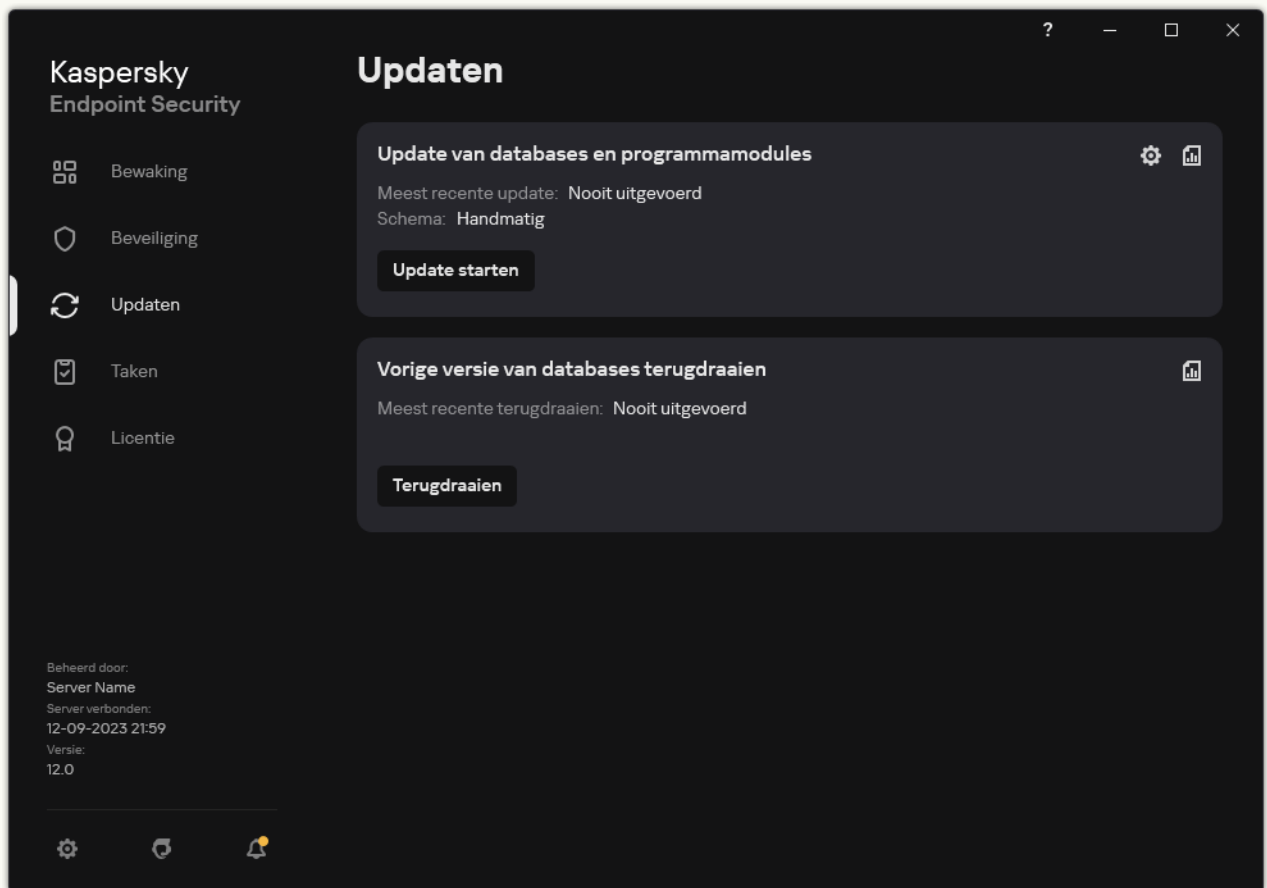 ?
Kaspersky
Endpoint Security
Bewaking
Beveiliging
Updaten
Taken
Licentie
Beheerd door:
Server Name
Server verbonden:
12-09-2023 21:59
Versie:
12.0
Updaten
Update van databases en programmamodules
Meest recente update: Nooit uitgevoerd
Schema: Handmatig
Update starten
Vorige versie van databases terugdraaien
Meest recente terugdraaien: Nooit uitgevoerd
Terugdraaien